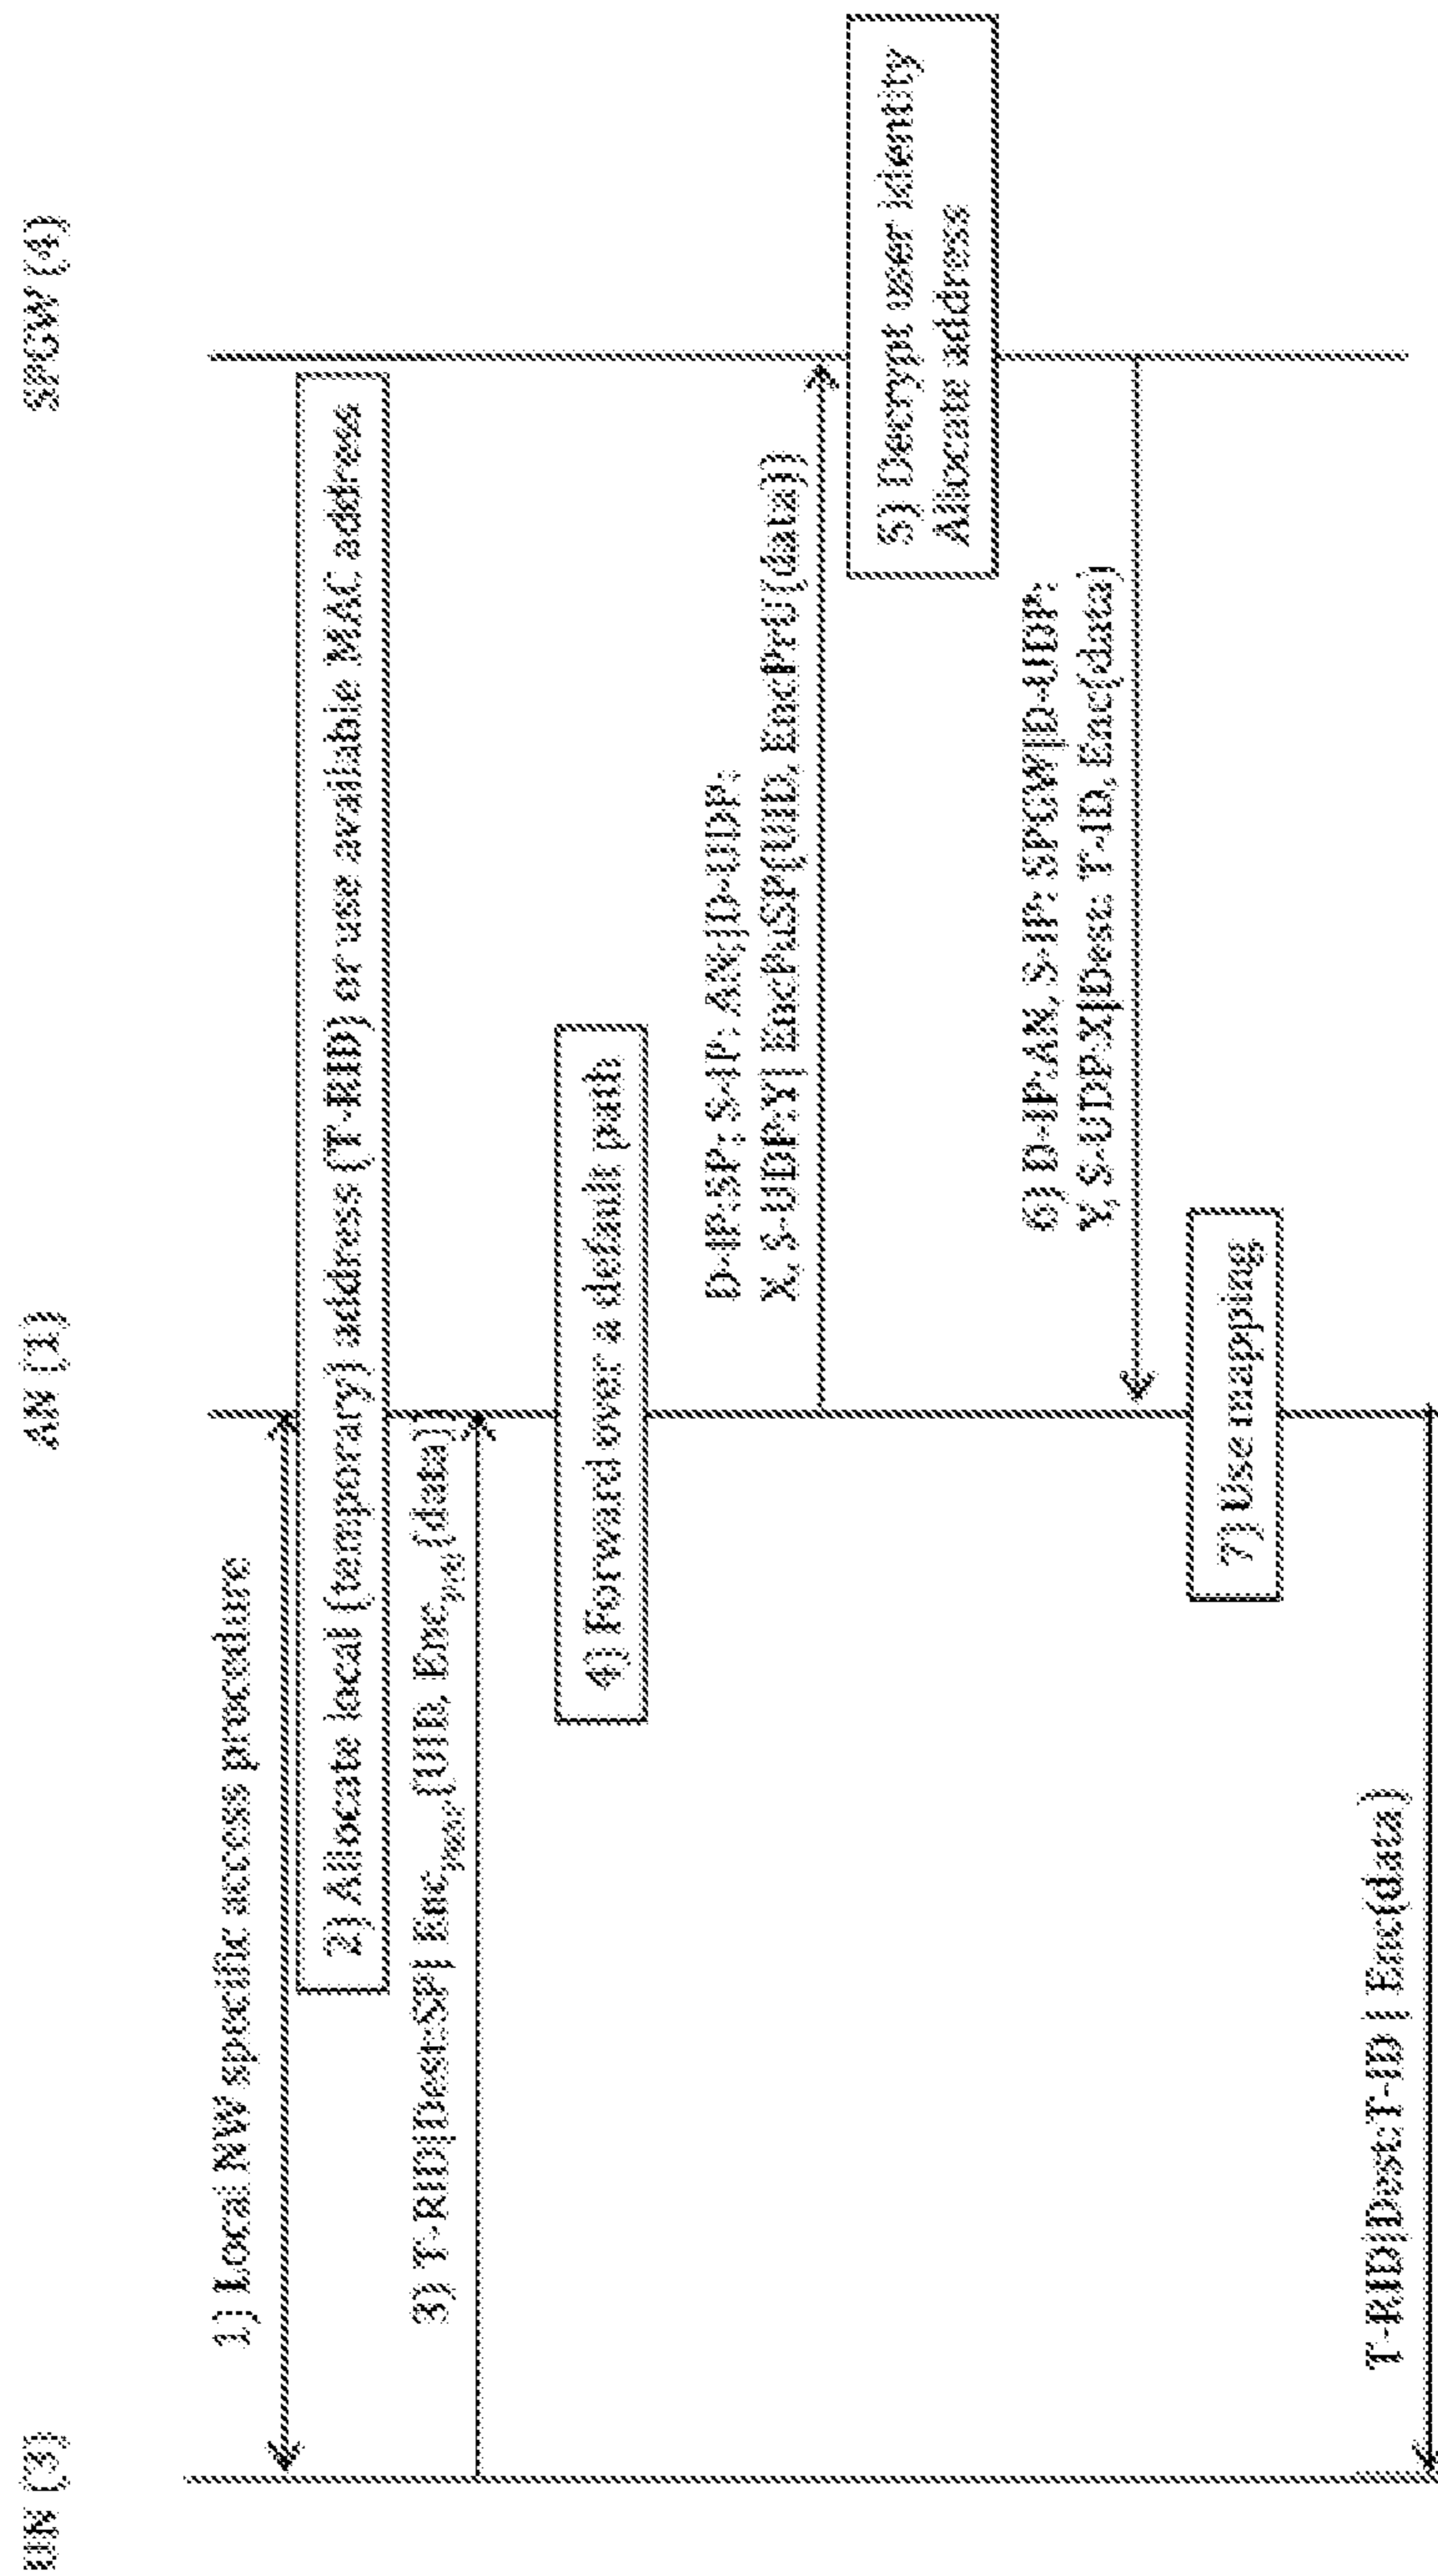 UN (3)
AN (1)
SPGW (4)
1) Local NW specific access procedure
2) Allocate local (temporary) address (T-RID) or use available MAC address
3) T-RID|Dest:SP| Enc_PuSP(UID, Enc_PrU(data))
4) Forward over a default path
D-IP:SP; S-IP: AN;|D-UDP:
X, S-UDP:Y| EncPuSP(UID, EncPrU(data))
5) Decrypt user identity
Allocate address
6) D-IP:AN, S-IP: SPGW|D-UDP:
Y, S-UDP:X|Dest: T-ID, Enc(data)
7) Use mapping
T-RID|Dest:T-ID | Enc(data)